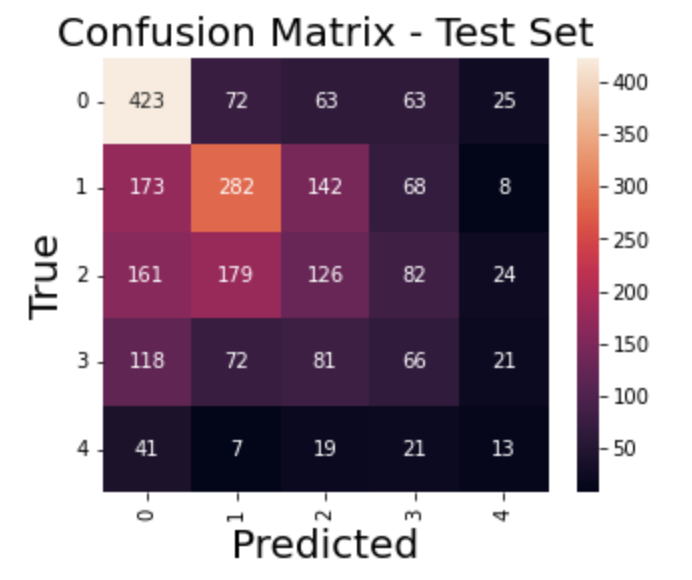 Confusion Matrix - Test Set
0 423 72 63 63 25
1 173 282 142 68 8
2 161 179 126 82 24
3 118 72 81 66 21
4 41 7 19 21 13
0 1 2 3 4
Predicted
True
400
350
300
250
200
150
100
50